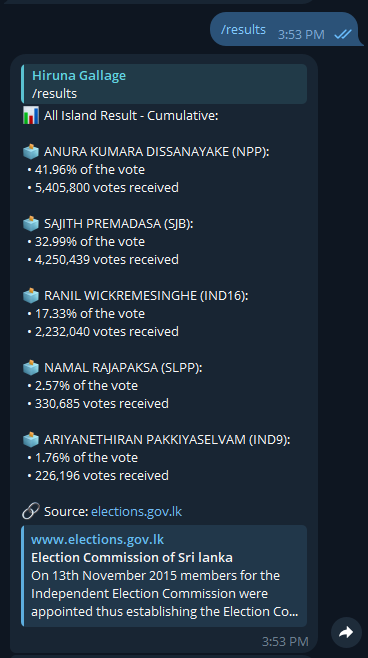 /results 3:53 PM
Hiruna Gallage
/results
📊 All Island Result - Cumulative:
🗳 ANURA KUMARA DISSANAYAKE (NPP):
• 41.96% of the vote
• 5,405,800 votes received
🗳 SAJITH PREMADASA (SJB):
• 32.99% of the vote
• 4,250,439 votes received
🗳 RANIL WICKREMESINGHE (IND16):
• 17.33% of the vote
• 2,232,040 votes received
🗳 NAMAL RAJAPAKSA (SLPP):
• 2.57% of the vote
• 330,685 votes received
🗳 ARIYANETHIRAN PAKKIYASELVAM (IND9):
• 1.76% of the vote
• 226,196 votes received
🔗 Source: elections.gov.lk
www.elections.gov.lk
Election Commission of Sri lanka
On 13th November 2015 members for the
Independent Election Commission were
appointed thus establishing the Election Co...
3:53 PM